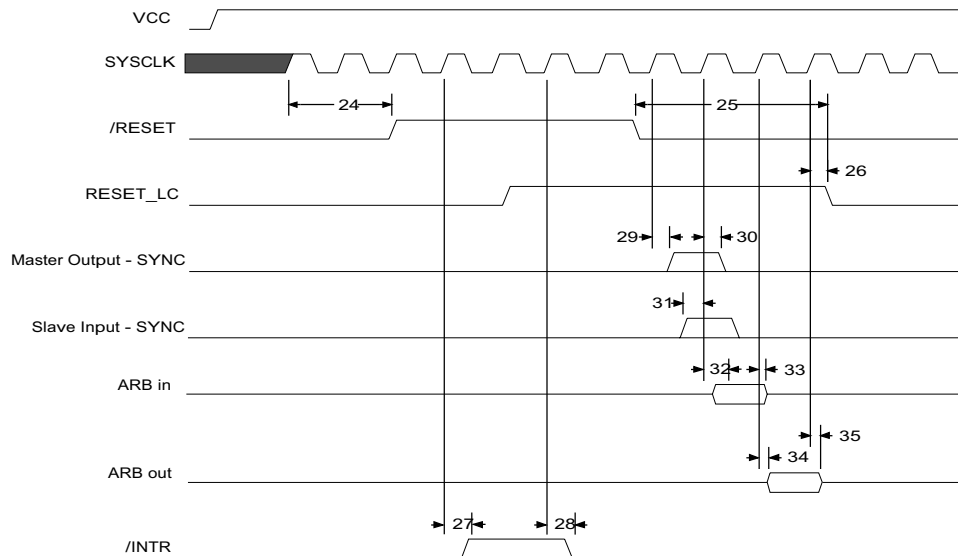 VCC
SYSCLK
24
25
/RESET
26
RESET_LC
29
30
Master Output - SYNC
31
Slave Input - SYNC
32
33
ARB in
35
34
ARB out
27
28
/INTR